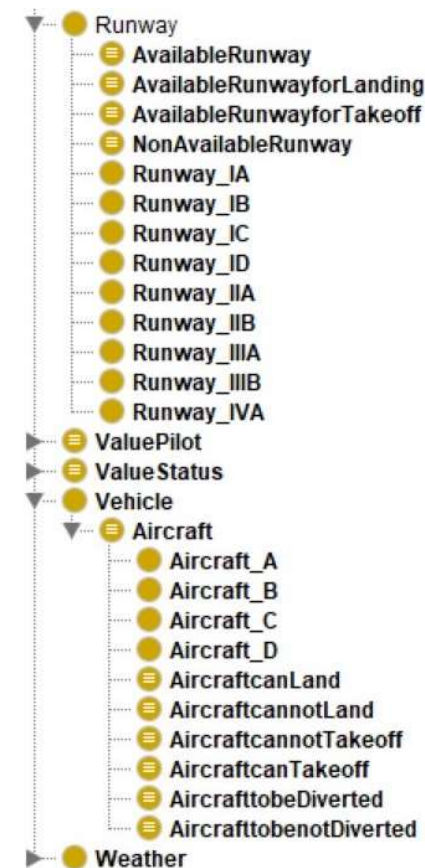 Runway
AvailableRunway
AvailableRunwayforLanding
AvailableRunwayforTakeoff
NonAvailableRunway
Runway_IA
Runway_IB
Runway_IC
Runway_ID
Runway_IIA
Runway_IIB
Runway_IIIA
Runway_IIIB
Runway_IVA
ValuePilot
ValueStatus
Vehicle
Aircraft
Aircraft_A
Aircraft_B
Aircraft_C
Aircraft_D
AircraftcanLand
AircraftcannotLand
AircraftcannotTakeoff
AircraftcanTakeoff
AircrafttobeDiverted
AircrafttobenotDiverted
Weather